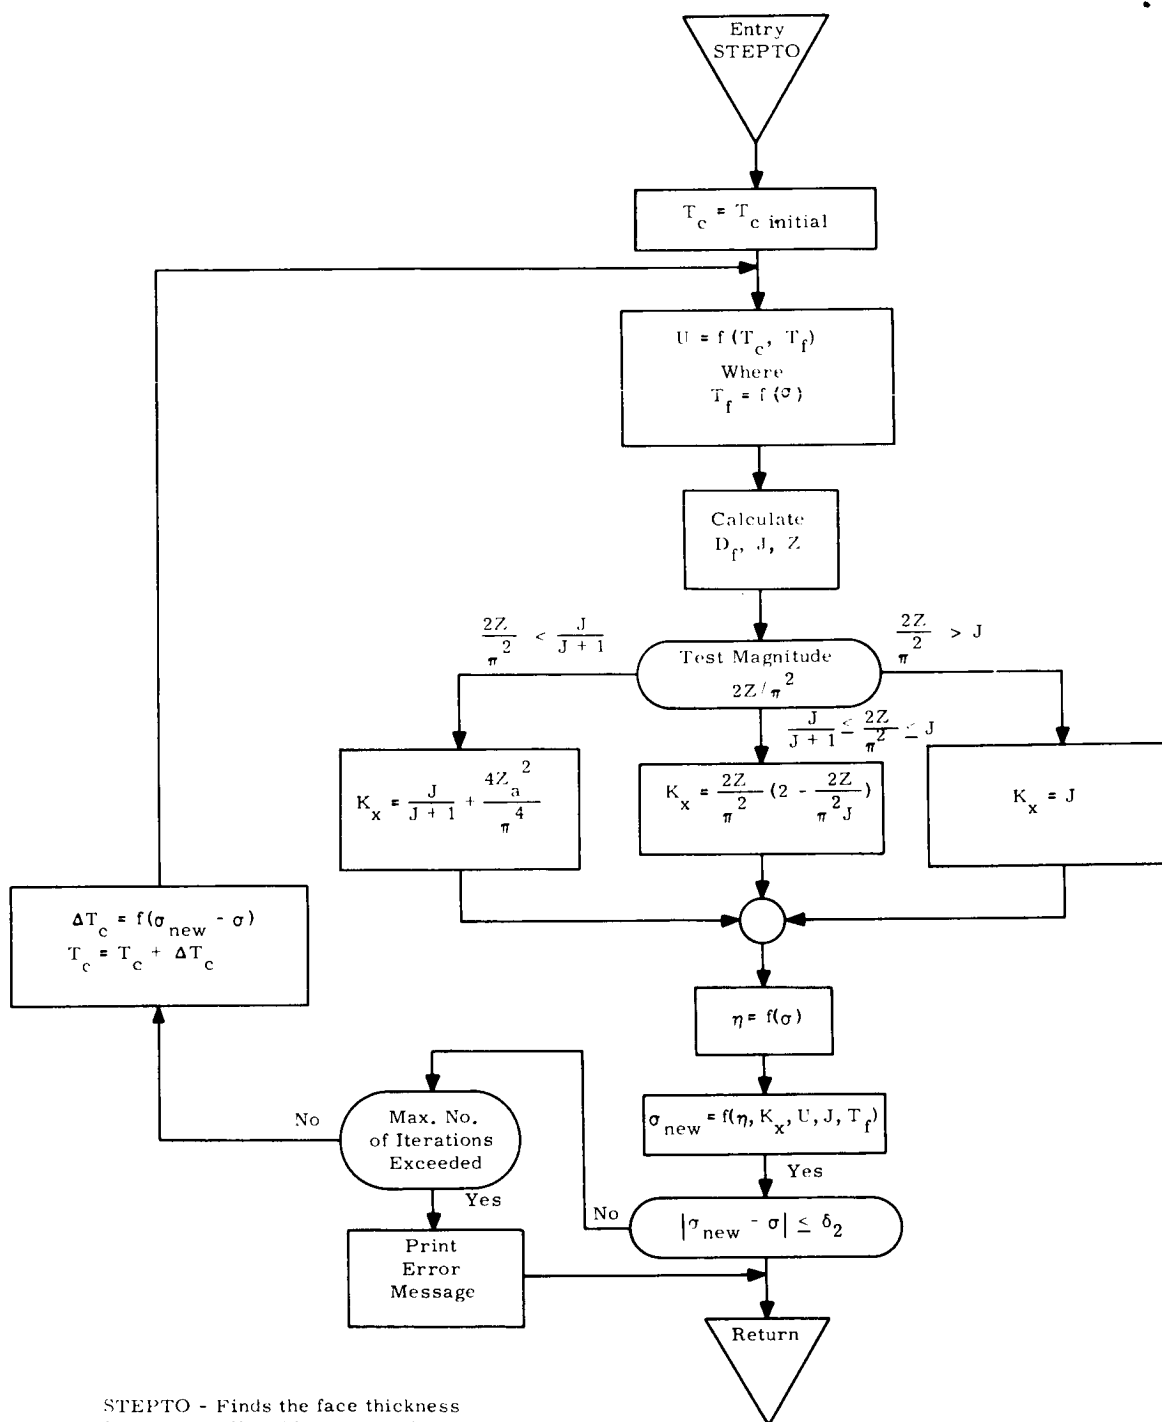 Entry
STEPTO
T_c = T_c initial
U = f (T_c, T_f)
Where
T_f = f (σ)
Calculate
D_f, J, Z
2Z/π^2 < J/(J + 1)
Test Magnitude
2Z/π^2
2Z/π^2 > J
J/(J + 1) ≤ 2Z/π^2 ≤ J
K_x = J/(J + 1) + 4Z_a^2/π^4
K_x = 2Z/π^2 (2 - 2Z/(π^2 J))
K_x = J
ΔT_c = f(σ_new - σ)
T_c = T_c + ΔT_c
η = f(σ)
σ_new = f(η, K_x, U, J, T_f)
Yes
No
Max. No.
of Iterations
Exceeded
Yes
No
|σ_new - σ| ≤ δ_2
Print
Error
Message
Return
STEPTO - Finds the face thickness